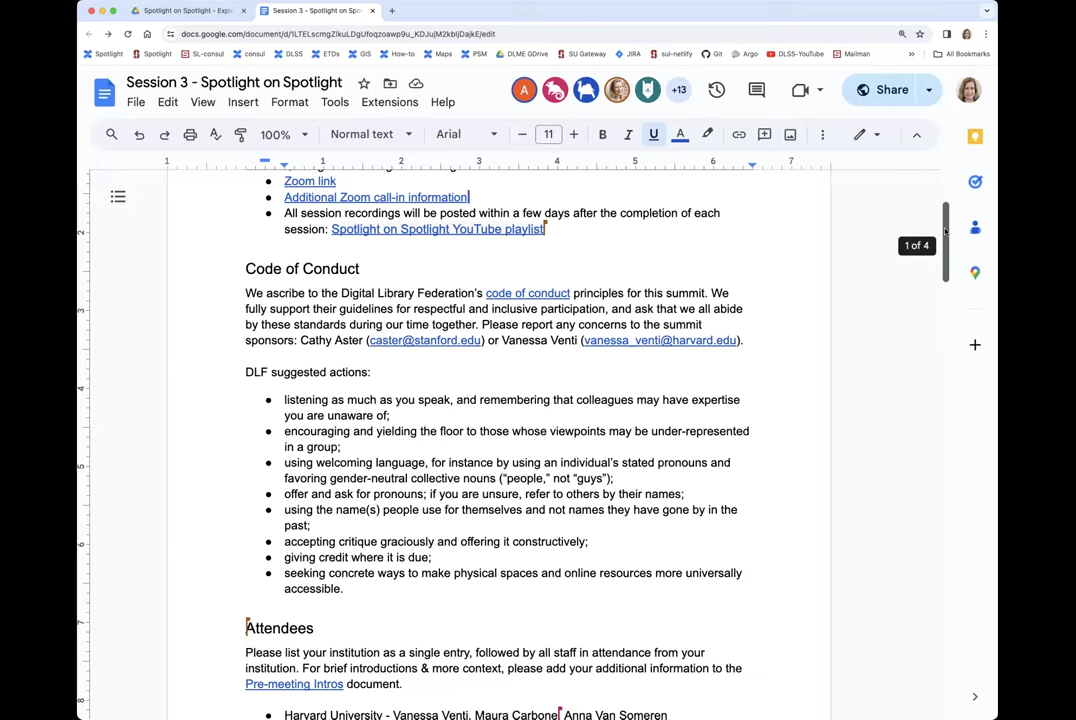 Spotlight on Spotlight - Explo
Session 3 - Spotlight on Spo
docs.google.com/document/d/1LTELscmgZlkuLDgUfoqzoawp9u_KDJujM2kbljDajkE/edit
Spotlight
Spotlight
SL-consul
consul
DLSS
ETDs
GIS
How-to
Maps
PSM
DLME GDrive
SU Gateway
JIRA
sul-netlify
Git
Argo
DLSS-YouTube
Mailman
»
All Bookmarks
Session 3 - Spotlight on Spotlight
A
+13
Share
File Edit View Insert Format Tools Extensions Help
100% Normal text Arial 11 B I U A
1 1 2 3 4 5 6 7
Zoom link
Additional Zoom call-in information
All session recordings will be posted within a few days after the completion of each
session: Spotlight on Spotlight YouTube playlist
1 of 4
Code of Conduct
We ascribe to the Digital Library Federation's code of conduct principles for this summit. We
fully support their guidelines for respectful and inclusive participation, and ask that we all abide
by these standards during our time together. Please report any concerns to the summit
sponsors: Cathy Aster (caster@stanford.edu) or Vanessa Venti (vanessa_venti@harvard.edu).
DLF suggested actions:
listening as much as you speak, and remembering that colleagues may have expertise
you are unaware of;
encouraging and yielding the floor to those whose viewpoints may be under-represented
in a group;
using welcoming language, for instance by using an individual's stated pronouns and
favoring gender-neutral collective nouns ("people," not "guys");
offer and ask for pronouns; if you are unsure, refer to others by their names;
using the name(s) people use for themselves and not names they have gone by in the
past;
accepting critique graciously and offering it constructively;
giving credit where it is due;
seeking concrete ways to make physical spaces and online resources more universally
accessible.
Attendees
Please list your institution as a single entry, followed by all staff in attendance from your
institution. For brief introductions & more context, please add your additional information to the
Pre-meeting Intros document.
Harvard University - Vanessa Venti, Maura Carbone, Anna Van Someren
2
3
4
5
6
7
8